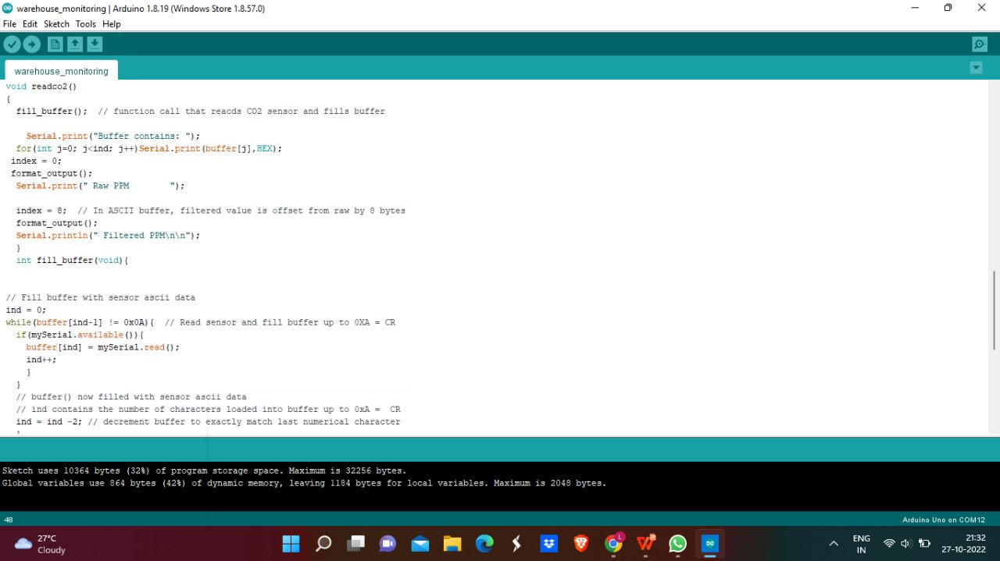 warehouse_monitoring | Arduino 1.8.19 (Windows Store 1.8.57.0)
File Edit Sketch Tools Help
warehouse_monitoring
void readco2()
{
fill_buffer(); // function call that reacds CO2 sensor and fills buffer
Serial.print("Buffer contains: ");
for(int j=0; j<ind; j++)Serial.print(buffer[j],HEX);
index = 0;
format_output();
Serial.print(" Raw PPM        ");
index = 8; // In ASCII buffer, filtered value is offset from raw by 8 bytes
format_output();
Serial.println(" Filtered PPM\n\n");
}
int fill_buffer(void){
// Fill buffer with sensor ascii data
ind = 0;
while(buffer[ind-1] != 0x0A){ // Read sensor and fill buffer up to 0XA = CR
if(mySerial.available()){
buffer[ind] = mySerial.read();
ind++;
}
}
// buffer() now filled with sensor ascii data
// ind contains the number of characters loaded into buffer up to 0xA = CR
ind = ind -2; // decrement buffer to exactly match last numerical character
Sketch uses 10364 bytes (32%) of program storage space. Maximum is 32256 bytes.
Global variables use 864 bytes (42%) of dynamic memory, leaving 1184 bytes for local variables. Maximum is 2048 bytes.
48
Arduino Uno on COM12
27°C
Cloudy
ENG
IN
21:32
27-10-2022